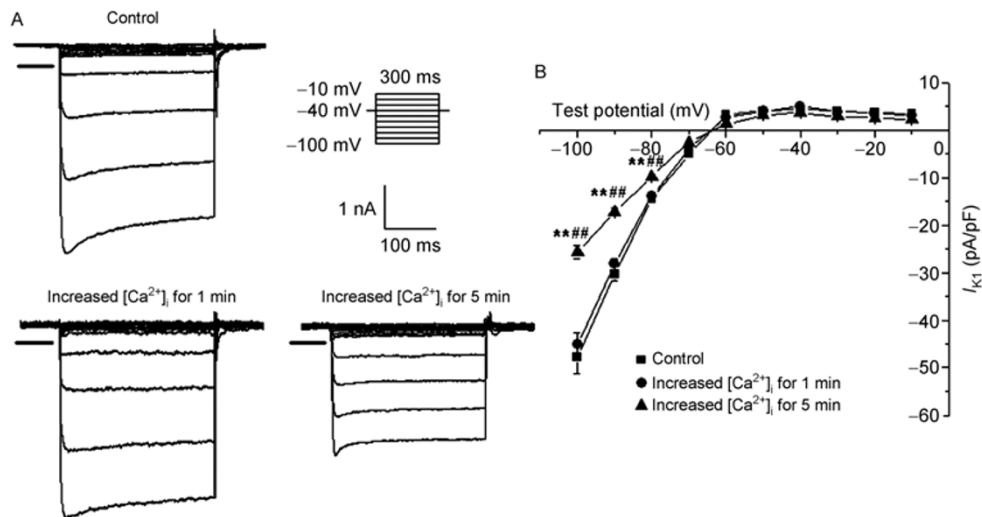 A
Control
−10 mV
300 ms
−40 mV
−100 mV
1 nA
100 ms
Increased [Ca²⁺]ᵢ for 1 min
Increased [Ca²⁺]ᵢ for 5 min
B
Test potential (mV)
−100 −80 −60 −40 −20 0
10
−10
−20
−30
−40
−50
−60
I_K1 (pA/pF)
**##
**##
**##
Control
Increased [Ca²⁺]ᵢ for 1 min
Increased [Ca²⁺]ᵢ for 5 min